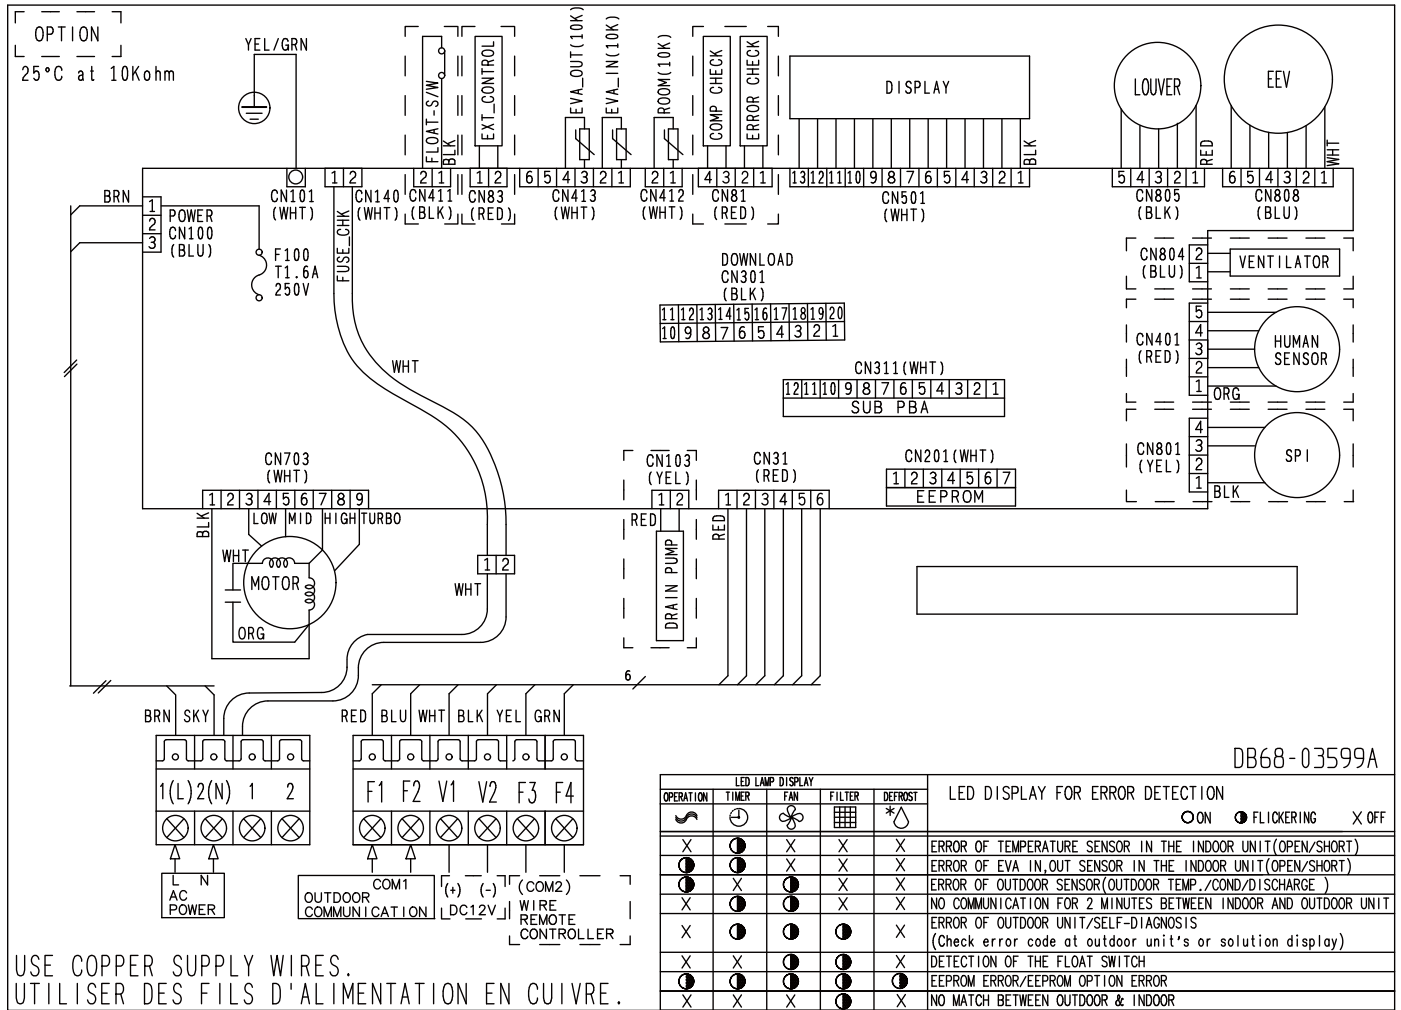 OPTION
25°C at 10Kohm
YEL/GRN
FLOAT-S/W
BLK
EXT_CONTROL
EVA_OUT(10K)
EVA_IN(10K)
ROOM(10K)
COMP CHECK
ERROR CHECK
DISPLAY
BLK
LOUVER
RED
EEV
WHT
1 2
2 1
1 2
6 5 4 3 2 1
2 1
4 3 2 1
13 12 11 10 9 8 7 6 5 4 3 2 1
5 4 3 2 1
6 5 4 3 2 1
CN101
(WHT)
CN140
(WHT)
CN411
(BLK)
CN83
(RED)
CN413
(WHT)
CN412
(WHT)
CN81
(RED)
CN501
(WHT)
CN805
(BLK)
CN808
(BLU)
BRN
1
2
3
POWER
CN100
(BLU)
F100
T1.6A
250V
FUSE_CHK
WHT
DOWNLOAD
CN301
(BLK)
11 12 13 14 15 16 17 18 19 20
10 9 8 7 6 5 4 3 2 1
CN804
(BLU)
2
1
VENTILATOR
CN401
(RED)
5
4
3
2
1
HUMAN
SENSOR
ORG
CN311(WHT)
12 11 10 9 8 7 6 5 4 3 2 1
SUB PBA
CN801
(YEL)
4
3
2
1
SPI
BLK
CN703
(WHT)
1 2 3 4 5 6 7 8 9
BLK
LOW MID HIGH TURBO
WHT
MOTOR
ORG
1 2
WHT
CN103
(YEL)
1 2
RED
DRAIN PUMP
CN31
(RED)
1 2 3 4 5 6
RED
CN201(WHT)
1 2 3 4 5 6 7
EEPROM
6
BRN SKY
RED BLU WHT BLK YEL GRN
1(L) 2(N) 1 2
F1 F2 V1 V2 F3 F4
L N
AC
POWER
COM1
OUTDOOR
COMMUNICATION
(+) (-)
DC12V
(COM2)
WIRE
REMOTE
CONTROLLER
USE COPPER SUPPLY WIRES.
UTILISER DES FILS D'ALIMENTATION EN CUIVRE.
DB68-03599A
LED LAMP DISPLAY
OPERATION TIMER FAN FILTER DEFROST
LED DISPLAY FOR ERROR DETECTION
ON FLICKERING X OFF
X X X X ERROR OF TEMPERATURE SENSOR IN THE INDOOR UNIT(OPEN/SHORT)
X X X ERROR OF EVA IN,OUT SENSOR IN THE INDOOR UNIT(OPEN/SHORT)
X X X ERROR OF OUTDOOR SENSOR(OUTDOOR TEMP./COND/DISCHARGE )
X X X NO COMMUNICATION FOR 2 MINUTES BETWEEN INDOOR AND OUTDOOR UNIT
X X ERROR OF OUTDOOR UNIT/SELF-DIAGNOSIS
(Check error code at outdoor unit's or solution display)
X X X DETECTION OF THE FLOAT SWITCH
EEPROM ERROR/EEPROM OPTION ERROR
X X X X NO MATCH BETWEEN OUTDOOR & INDOOR